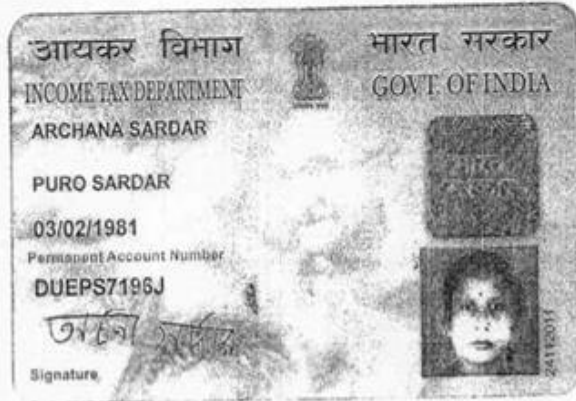 आयकर विभाग
भारत सरकार
INCOME TAX DEPARTMENT
GOVT. OF INDIA
ARCHANA SARDAR
PURO SARDAR
03/02/1981
Permanent Account Number
DUEPS7196J
Signature
24112011